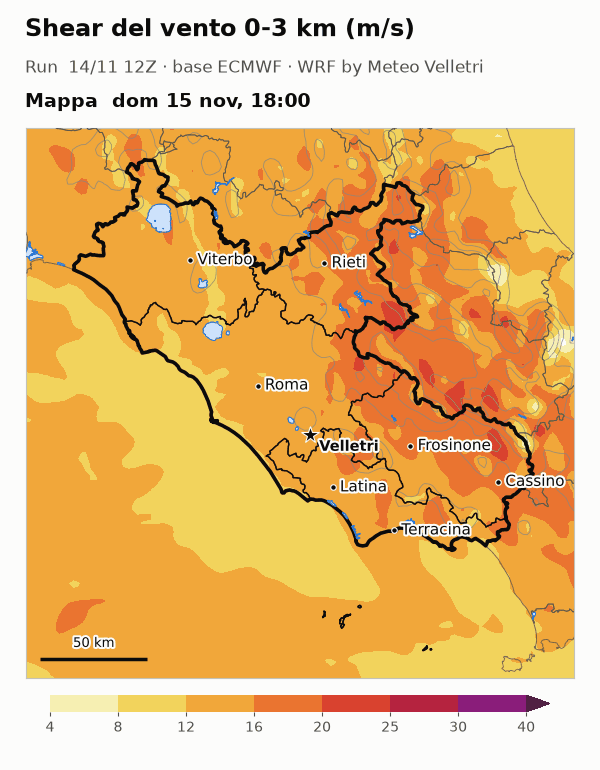 Shear del vento 0-3 km (m/s)
Run  14/11 12Z · base ECMWF · WRF by Meteo Velletri
Mappa  dom 15 nov, 18:00
Viterbo
Rieti
Roma
Velletri
Frosinone
Latina
Cassino
Terracina
50 km
4 8 12 16 20 25 30 40